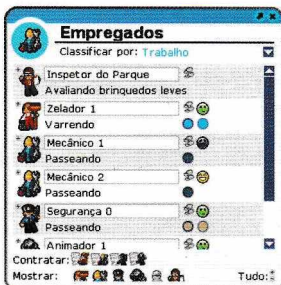 Empregados
Classificar por: Trabalho
Inspetor do Parque
Avaliando brinquedos leves
Zelador 1
Varrendo
Mecânico 1
Passeando
Mecânico 2
Passeando
Segurança 0
Passeando
Animador 1
Contratar:
Mostrar: Tudo: